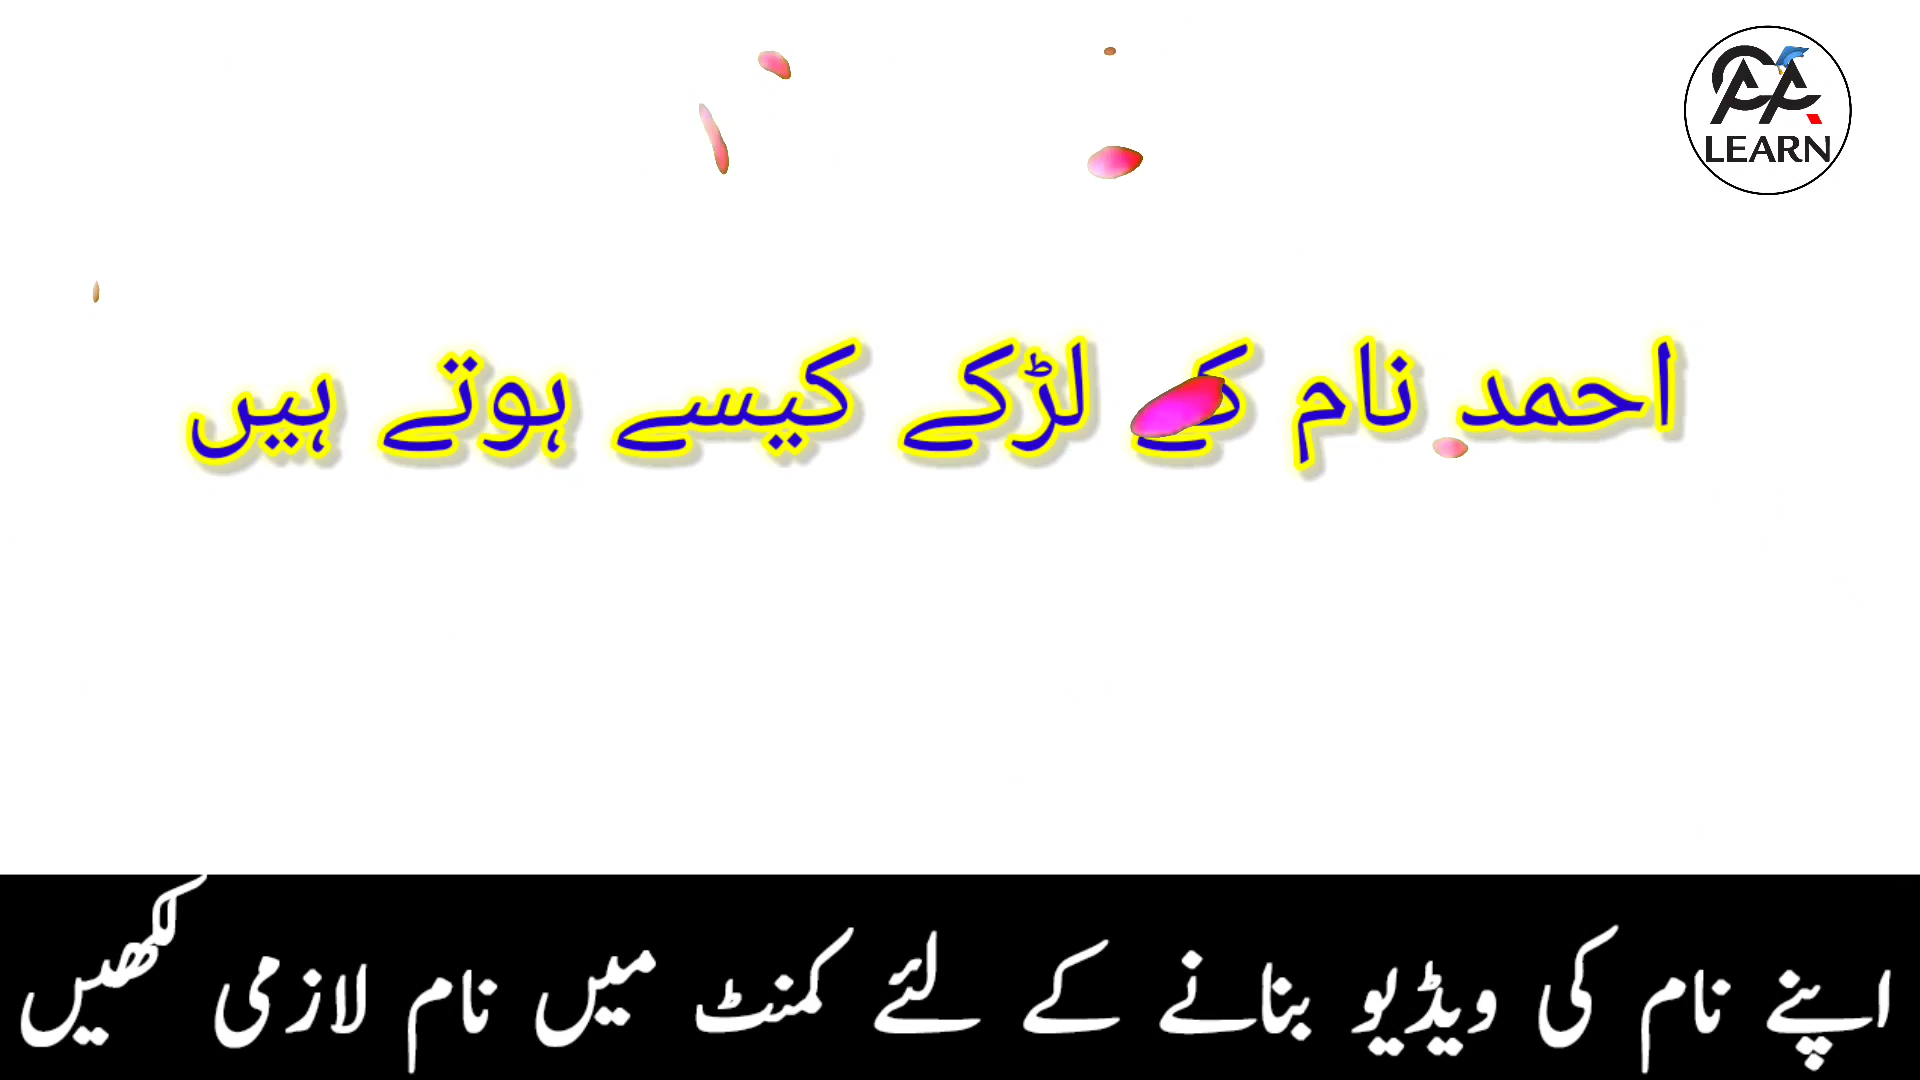 LEARN
احمد نام کے لڑکے کیسے ہوتے ہیں
اپنے نام کی ویڈیو بنانے کے لئے کمنٹ میں نام لازمی لکھیں